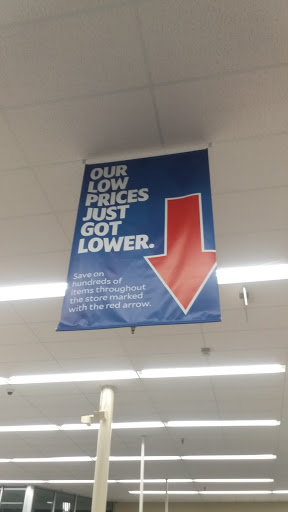 OUR
LOW
PRICES
JUST
GOT
LOWER.
Save on
hundreds of
items throughout
the store marked
with the red arrow.